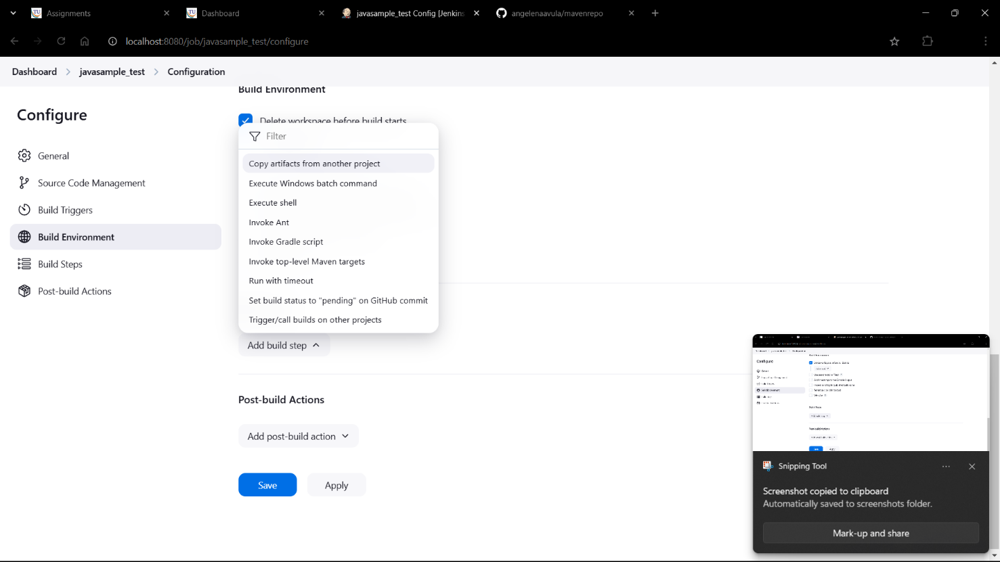 Assignments
Dashboard
javasample_test Config [Jenkins
angelenaavula/mavenrepo
localhost:8080/job/javasample_test/configure
Dashboard > javasample_test > Configuration
Configure
General
Source Code Management
Build Triggers
Build Environment
Build Steps
Post-build Actions
Build Environment
Delete workspace before build starts
Filter
Copy artifacts from another project
Execute Windows batch command
Execute shell
Invoke Ant
Invoke Gradle script
Invoke top-level Maven targets
Run with timeout
Set build status to "pending" on GitHub commit
Trigger/call builds on other projects
Add build step
Post-build Actions
Add post-build action
Save
Apply
Configure
Snipping Tool
Screenshot copied to clipboard
Automatically saved to screenshots folder.
Mark-up and share